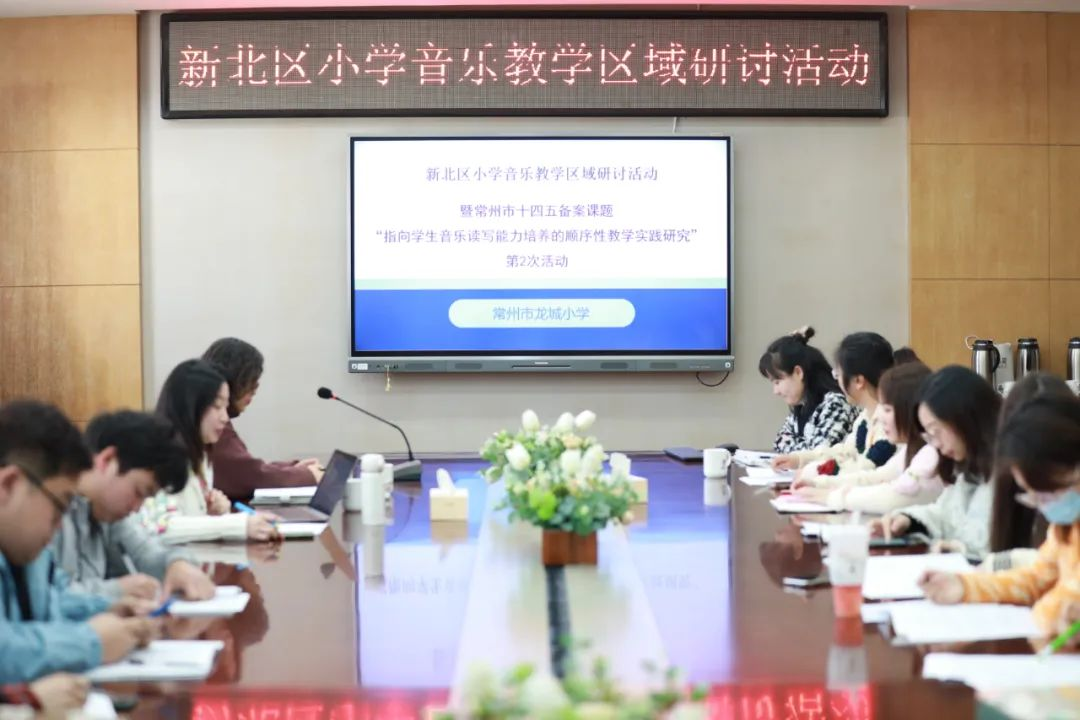 新北区小学音乐教学区域研讨活动
新北区小学音乐教学区域研讨活动
暨常州市十四五备案课题
“指向学生音乐读写能力培养的顺序性教学实践研究”
第2次活动
常州市龙城小学